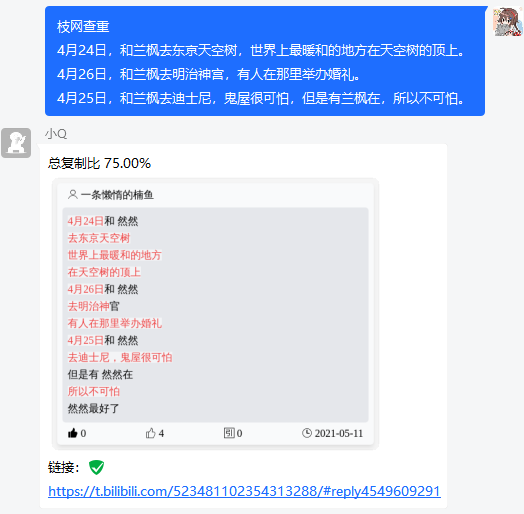 枝网查重
4月24日，和兰枫去东京天空树，世界上最暖和的地方在天空树的顶上。
4月26日，和兰枫去明治神宫，有人在那里举办婚礼。
4月25日，和兰枫去迪士尼，鬼屋很可怕，但是有兰枫在，所以不可怕。
小Q
总复制比 75.00%
一条懒惰的楠鱼
4月24日和 然然
去东京天空树
世界上最暖和的地方
在天空树的顶上
4月26日和 然然
去明治神官
有人在那里举办婚礼
4月25日和 然然
去迪士尼，鬼屋很可怕
但是有 然然在
所以不可怕
然然最好了
0 4 引 0 2021-05-11
链接：
https://t.bilibili.com/523481102354313288/#reply4549609291